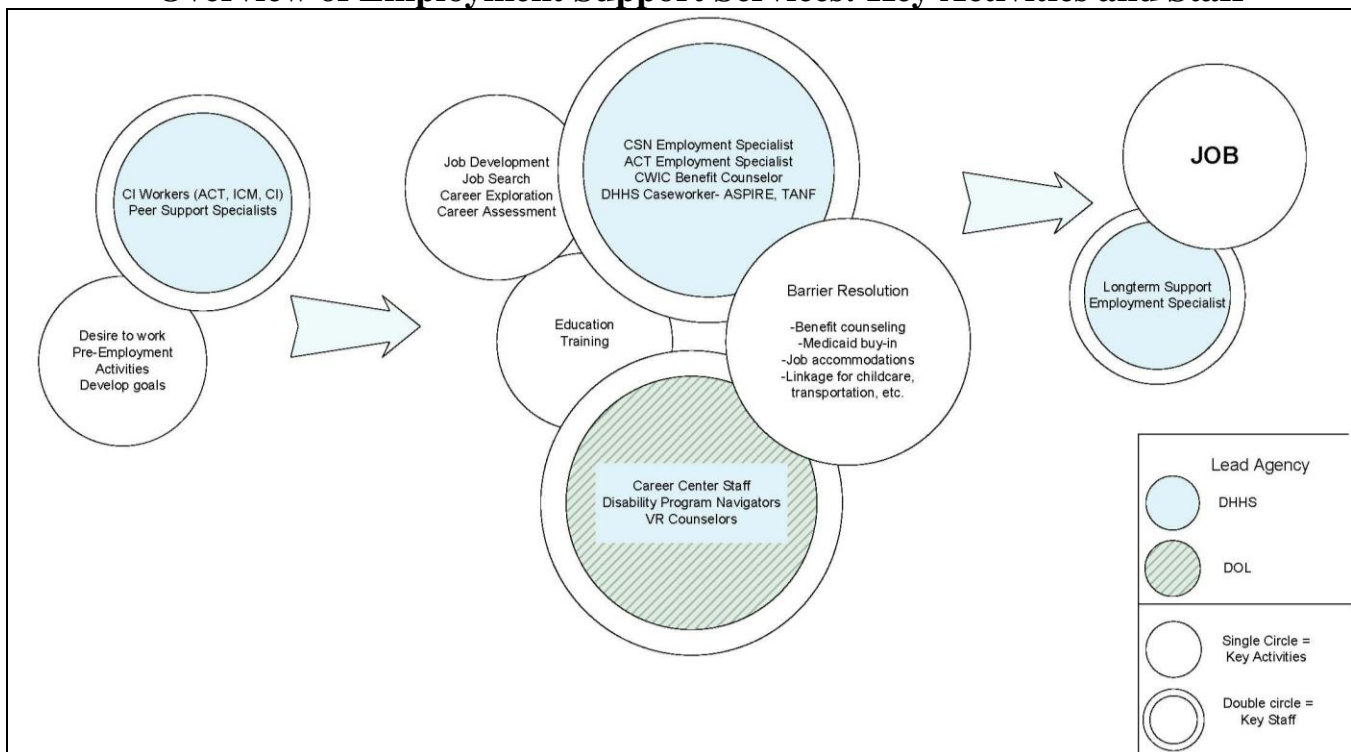 Overview of Employment Support Services: Key Activities and Staff
CI Workers (ACT, ICM, CI)
Peer Support Specialists
Desire to work
Pre-Employment
Activities
Develop goals
Job Development
Job Search
Career Exploration
Career Assessment
CSN Employment Specialist
ACT Employment Specialist
CWIC Benefit Counselor
DHHS Caseworker- ASPIRE, TANF
Education
Training
Barrier Resolution
-Benefit counseling
-Medicaid buy-in
-Job accommodations
-Linkage for childcare,
transportation, etc.
Career Center Staff
Disability Program Navigators
VR Counselors
JOB
Longterm Support
Employment Specialist
Lead Agency
DHHS
DOL
Single Circle =
Key Activities
Double circle =
Key Staff